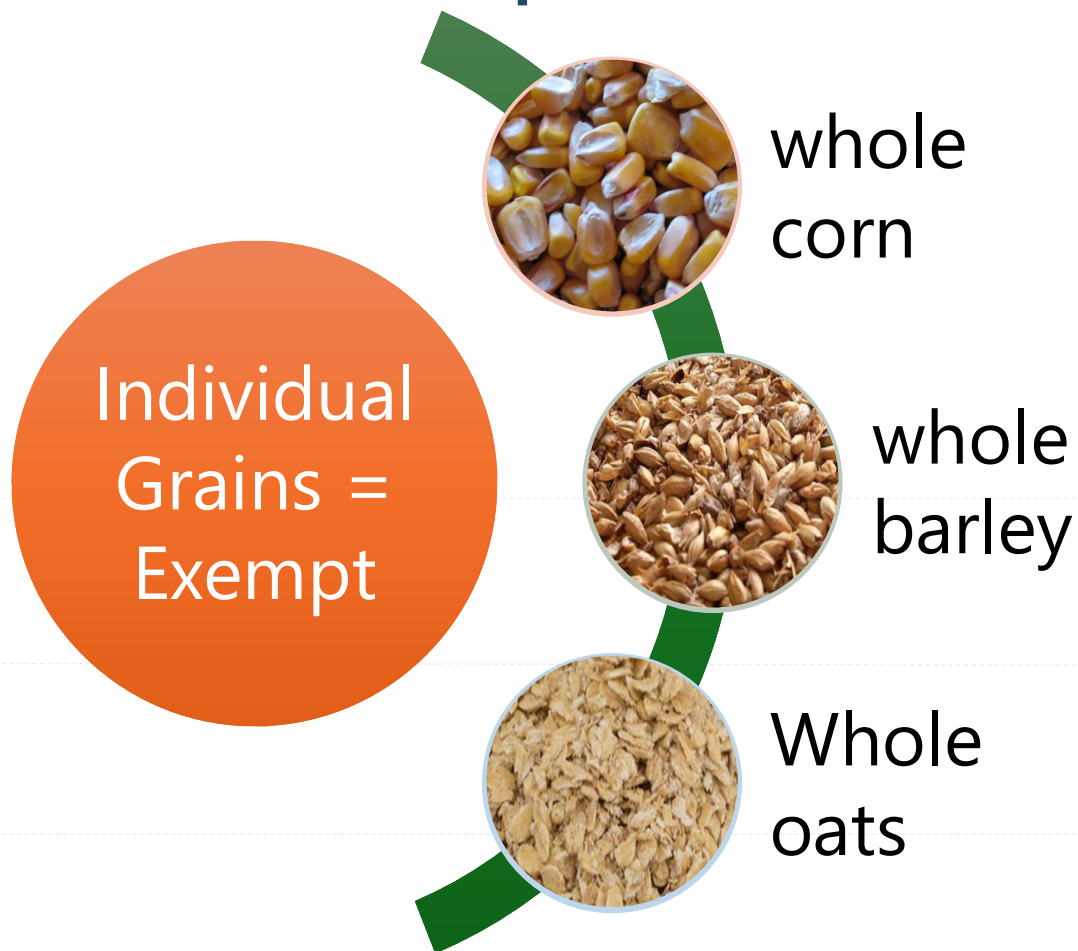 Individual
Grains =
Exempt
whole
corn
whole
barley
Whole
oats